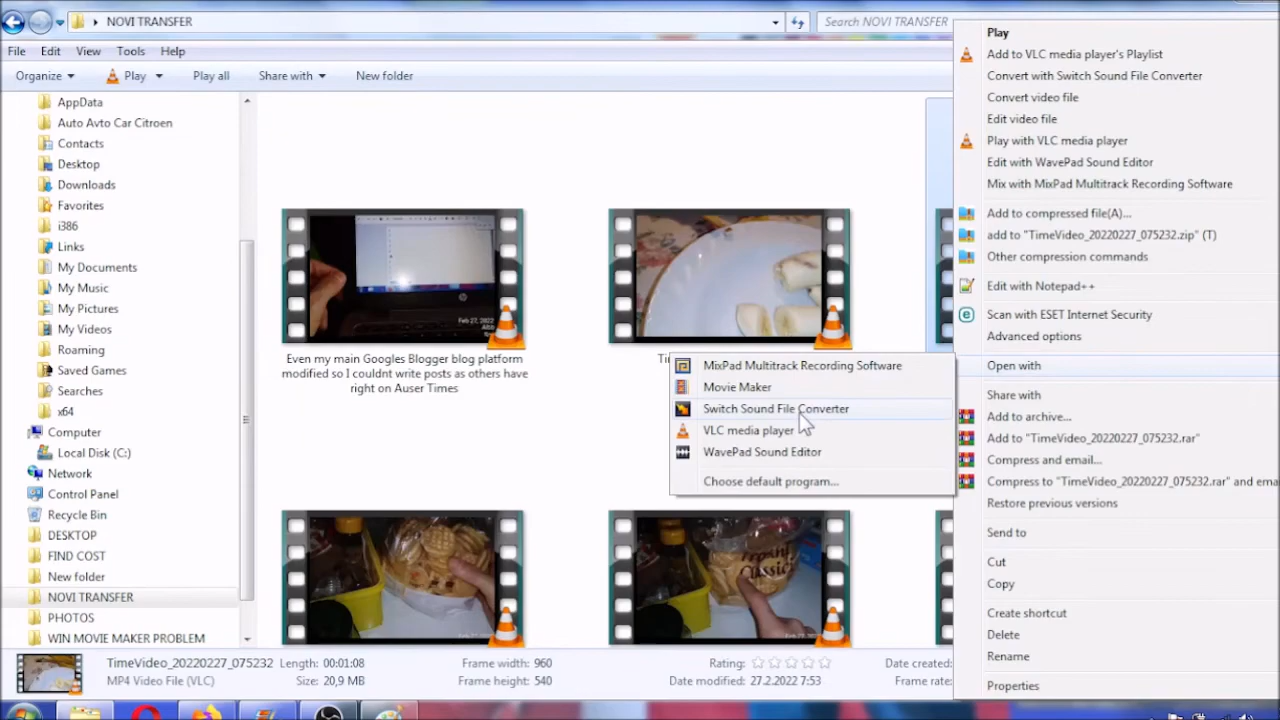 NOVI TRANSFER
Search NOVI TRANSFER
File Edit View Tools Help
Organize Play Play all Share with New folder
AppData
Auto Avto Car Citroen
Contacts
Desktop
Downloads
Favorites
i386
Links
My Documents
My Music
My Pictures
My Videos
Roaming
Saved Games
Searches
x64
Computer
Local Disk (C:)
Network
Control Panel
Recycle Bin
DESKTOP
FIND COST
New folder
NOVI TRANSFER
PHOTOS
WIN MOVIE MAKER PROBLEM
Even my main Googles Blogger blog platform
modified so I couldnt write posts as others have
right on Auser Times
MixPad Multitrack Recording Software
Movie Maker
Switch Sound File Converter
VLC media player
WavePad Sound Editor
Choose default program...
Play
Add to VLC media player's Playlist
Convert with Switch Sound File Converter
Convert video file
Edit video file
Play with VLC media player
Edit with WavePad Sound Editor
Mix with MixPad Multitrack Recording Software
Add to compressed file(A)...
add to "TimeVideo_20220227_075232.zip" (T)
Other compression commands
Edit with Notepad++
Scan with ESET Internet Security
Advanced options
Open with
Share with
Add to archive...
Add to "TimeVideo_20220227_075232.rar"
Compress and email...
Compress to "TimeVideo_20220227_075232.rar" and ema
Restore previous versions
Send to
Cut
Copy
Create shortcut
Delete
Rename
Properties
TimeVideo_20220227_075232 Length: 00:01:08 Frame width: 960 Rating: Date created:
MP4 Video File (VLC) Size: 20,9 MB Frame height: 540 Date modified: 27.2.2022 7:53 Frame rate: